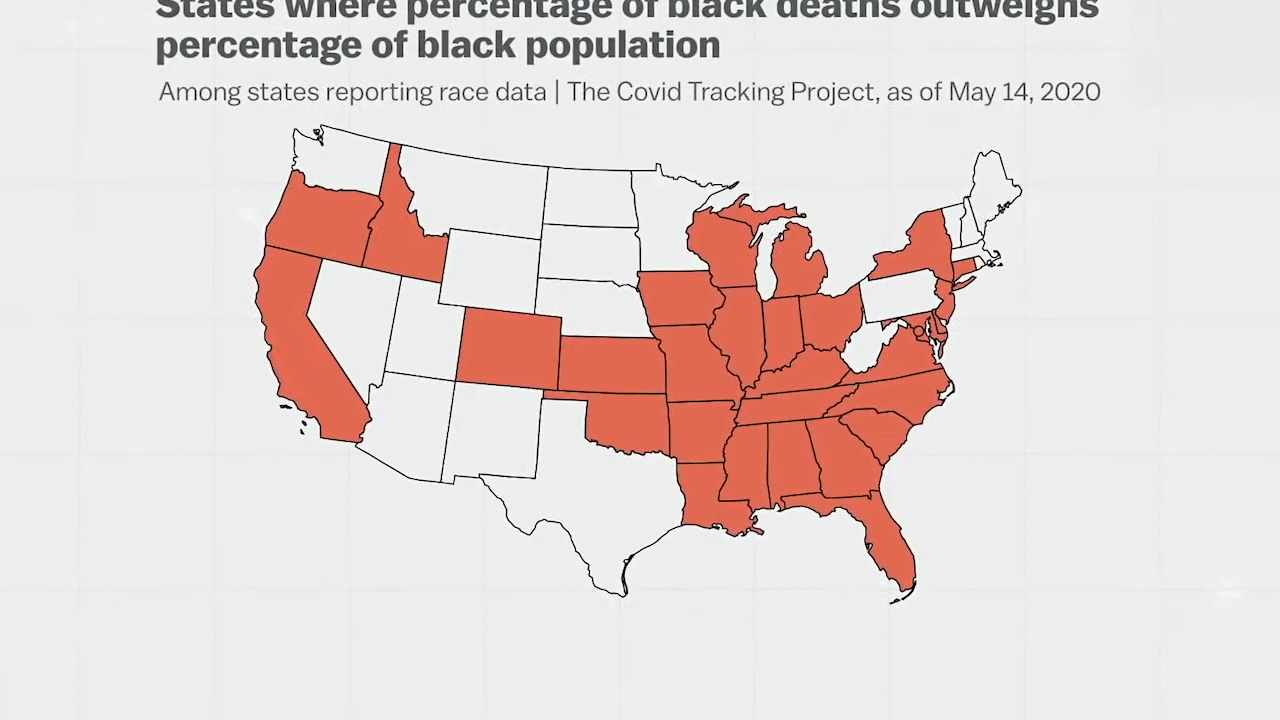 States where percentage of black deaths outweighs
percentage of black population
Among states reporting race data | The Covid Tracking Project, as of May 14, 2020